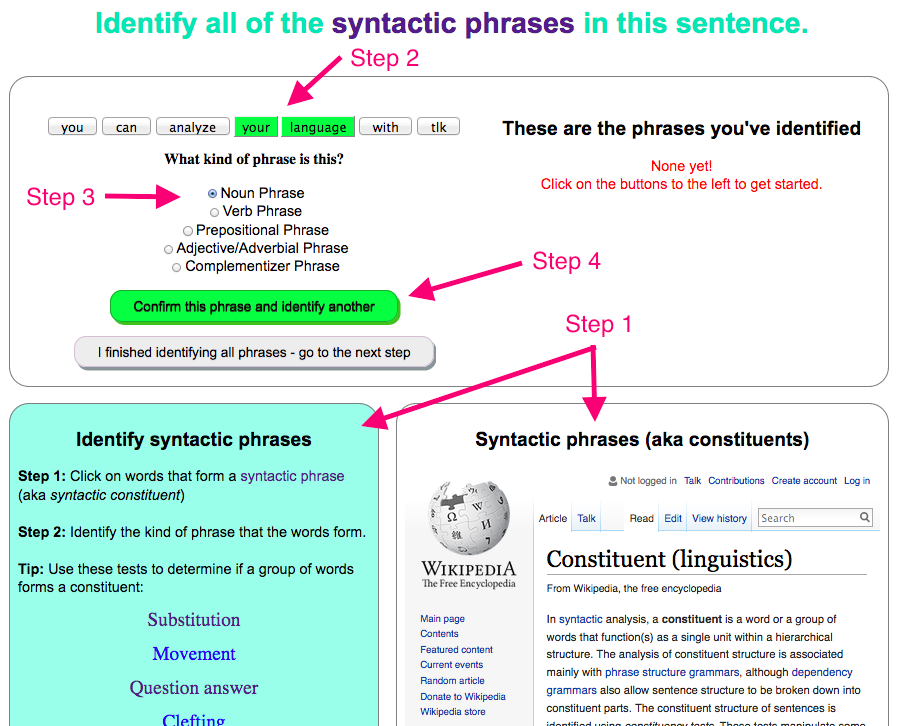 Identify all of the syntactic phrases in this sentence.
Step 2
you can analyze your language with tlk
What kind of phrase is this?
Step 3
Noun Phrase
Verb Phrase
Prepositional Phrase
Adjective/Adverbial Phrase
Complementizer Phrase
Step 4
Confirm this phrase and identify another
I finished identifying all phrases - go to the next step
These are the phrases you've identified
None yet!
Click on the buttons to the left to get started.
Step 1
Identify syntactic phrases
Step 1: Click on words that form a syntactic phrase
(aka syntactic constituent)
Step 2: Identify the kind of phrase that the words form.
Tip: Use these tests to determine if a group of words
forms a constituent:
Substitution
Movement
Question answer
Clefting
Syntactic phrases (aka constituents)
Not logged in Talk Contributions Create account Log in
Article Talk Read Edit View history Search
WIKIPEDIA
The Free Encyclopedia
Main page
Contents
Featured content
Current events
Random article
Donate to Wikipedia
Wikipedia store
Constituent (linguistics)
From Wikipedia, the free encyclopedia
In syntactic analysis, a constituent is a word or a group of
words that function(s) as a single unit within a hierarchical
structure. The analysis of constituent structure is associated
mainly with phrase structure grammars, although dependency
grammars also allow sentence structure to be broken down into
constituent parts. The constituent structure of sentences is
identified using constituency tests. These tests manipulate some